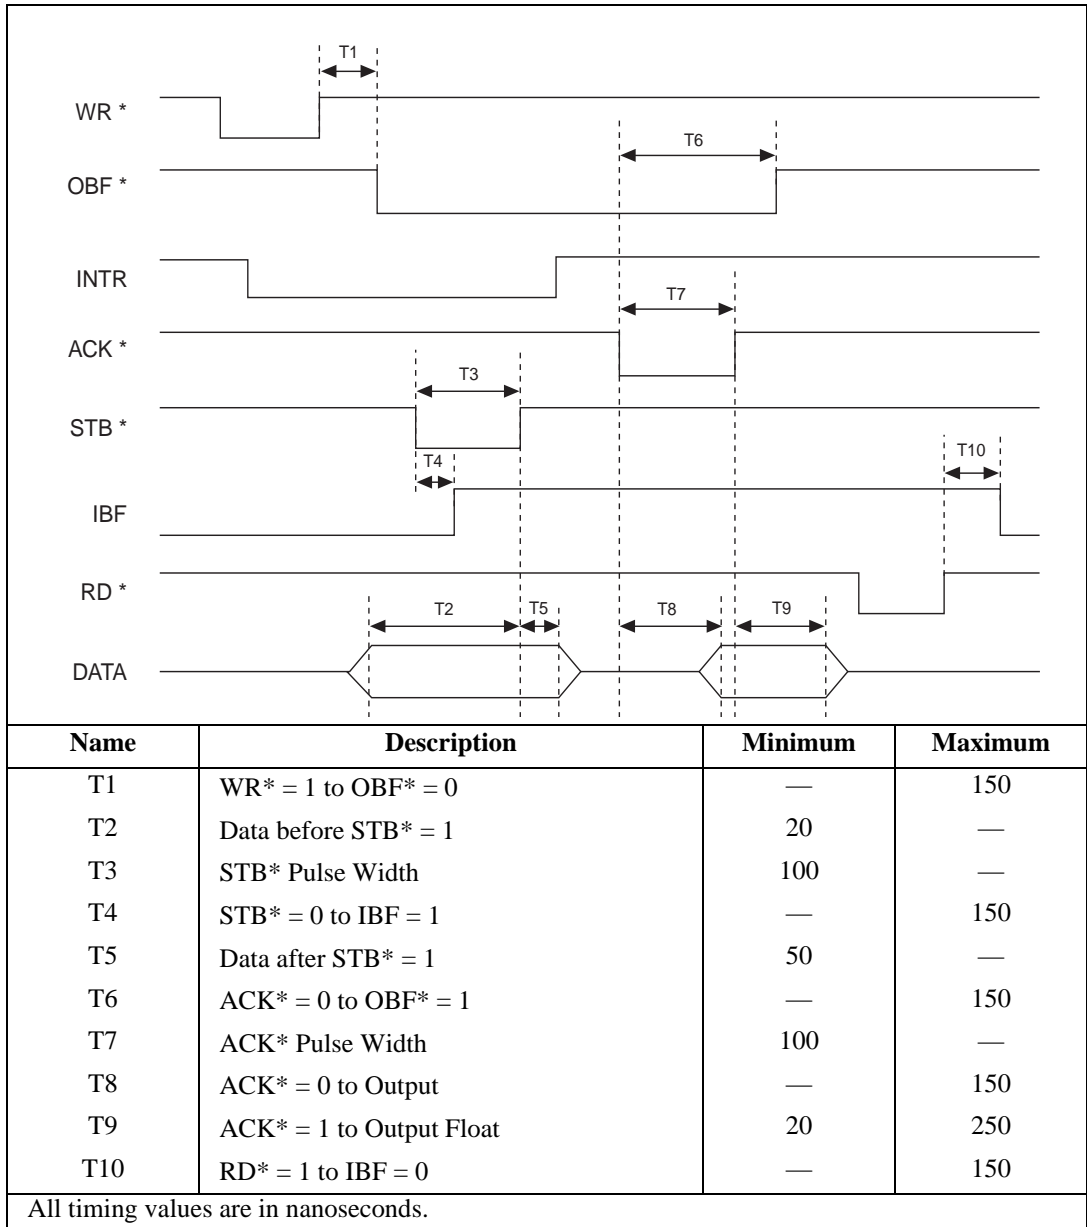 T1
WR *
T6
OBF *
INTR
T7
ACK *
T3
STB *
T4
T10
IBF
RD *
T2 T5 T8 T9
DATA
Name Description Minimum Maximum
T1 WR* = 1 to OBF* = 0 — 150
T2 Data before STB* = 1 20 —
T3 STB* Pulse Width 100 —
T4 STB* = 0 to IBF = 1 — 150
T5 Data after STB* = 1 50 —
T6 ACK* = 0 to OBF* = 1 — 150
T7 ACK* Pulse Width 100 —
T8 ACK* = 0 to Output — 150
T9 ACK* = 1 to Output Float 20 250
T10 RD* = 1 to IBF = 0 — 150
All timing values are in nanoseconds.